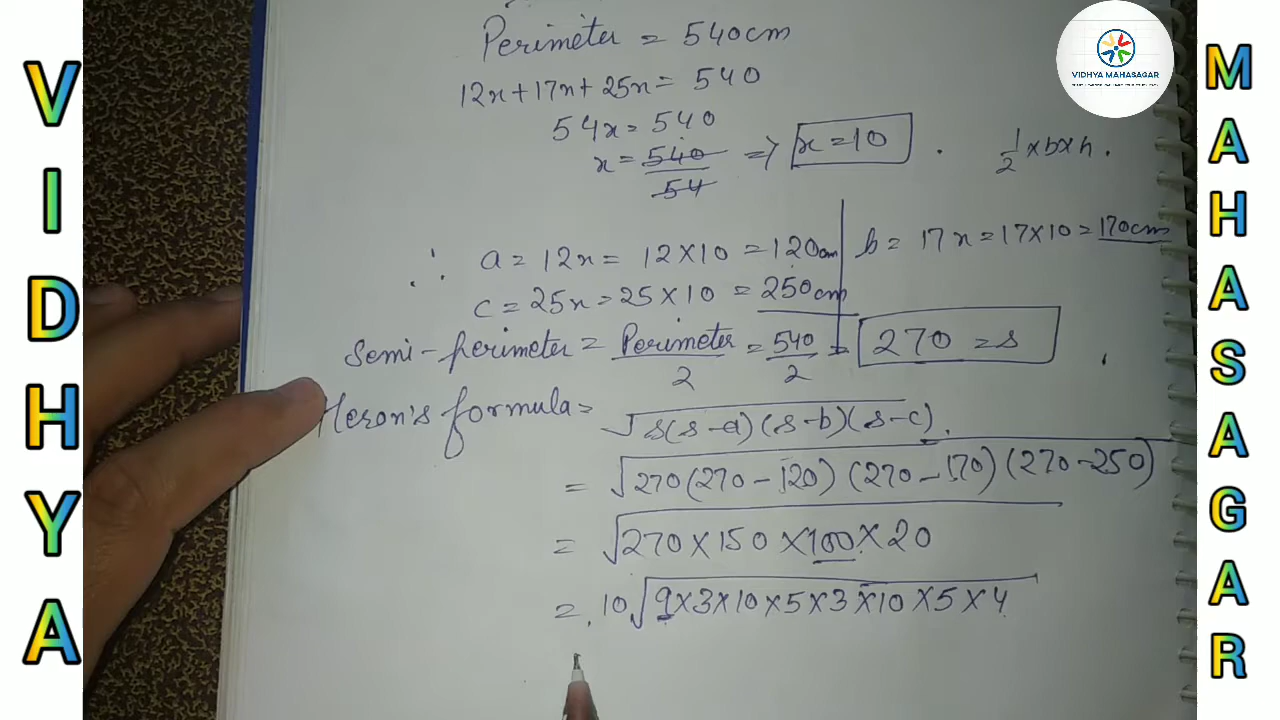 VIDHYA
Perimeter = 540cm
12x + 17x + 25x = 540
54x = 540
x = 540/54 => x = 10 . 1/2 × b × h .
∴ a = 12x = 12×10 = 120cm
b = 17x = 17×10 = 170cm
c = 25x = 25×10 = 250cm
Semi-perimeter = Perimeter/2 = 540/2 = 270 = s
Heron's formula = √s(s-a)(s-b)(s-c) .
= √270(270-120)(270-170)(270-250)
= √270×150×100×20
= 10√9×3×10×5×3×10×5×4
VIDHYA MAHASAGAR
MAHASAGAR